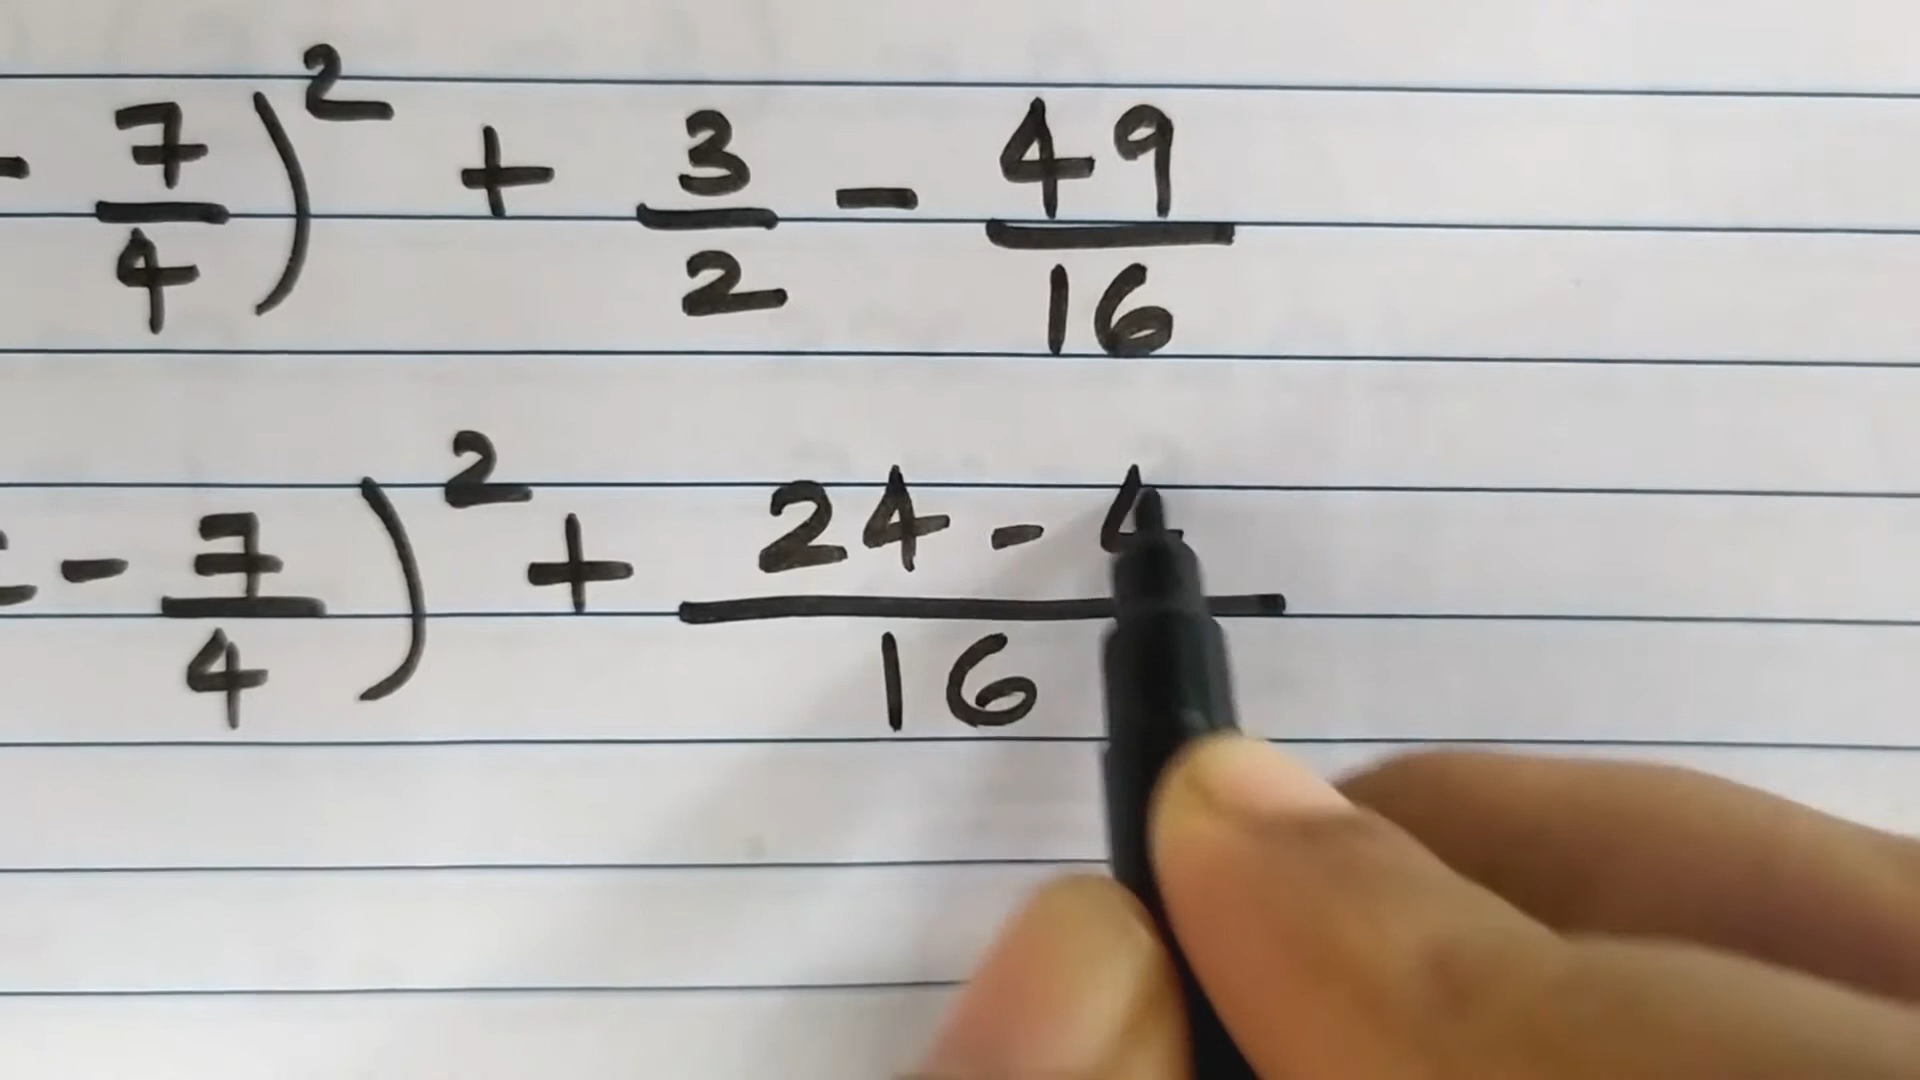 - 7/4)² + 3/2 - 49/16
- 7/4)² + 24 - 4/16